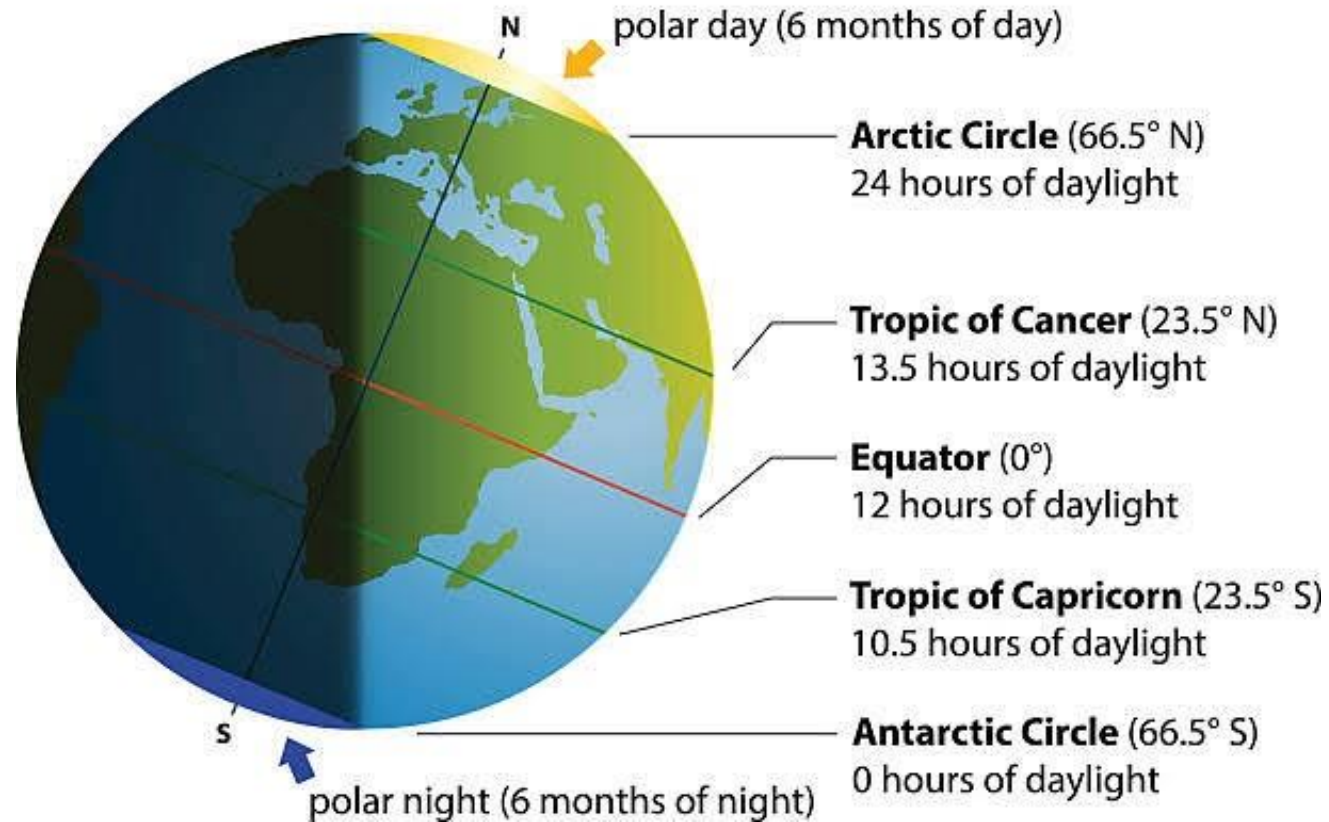 N
polar day (6 months of day)
Arctic Circle (66.5° N)
24 hours of daylight
Tropic of Cancer (23.5° N)
13.5 hours of daylight
Equator (0°)
12 hours of daylight
Tropic of Capricorn (23.5° S)
10.5 hours of daylight
Antarctic Circle (66.5° S)
0 hours of daylight
S
polar night (6 months of night)